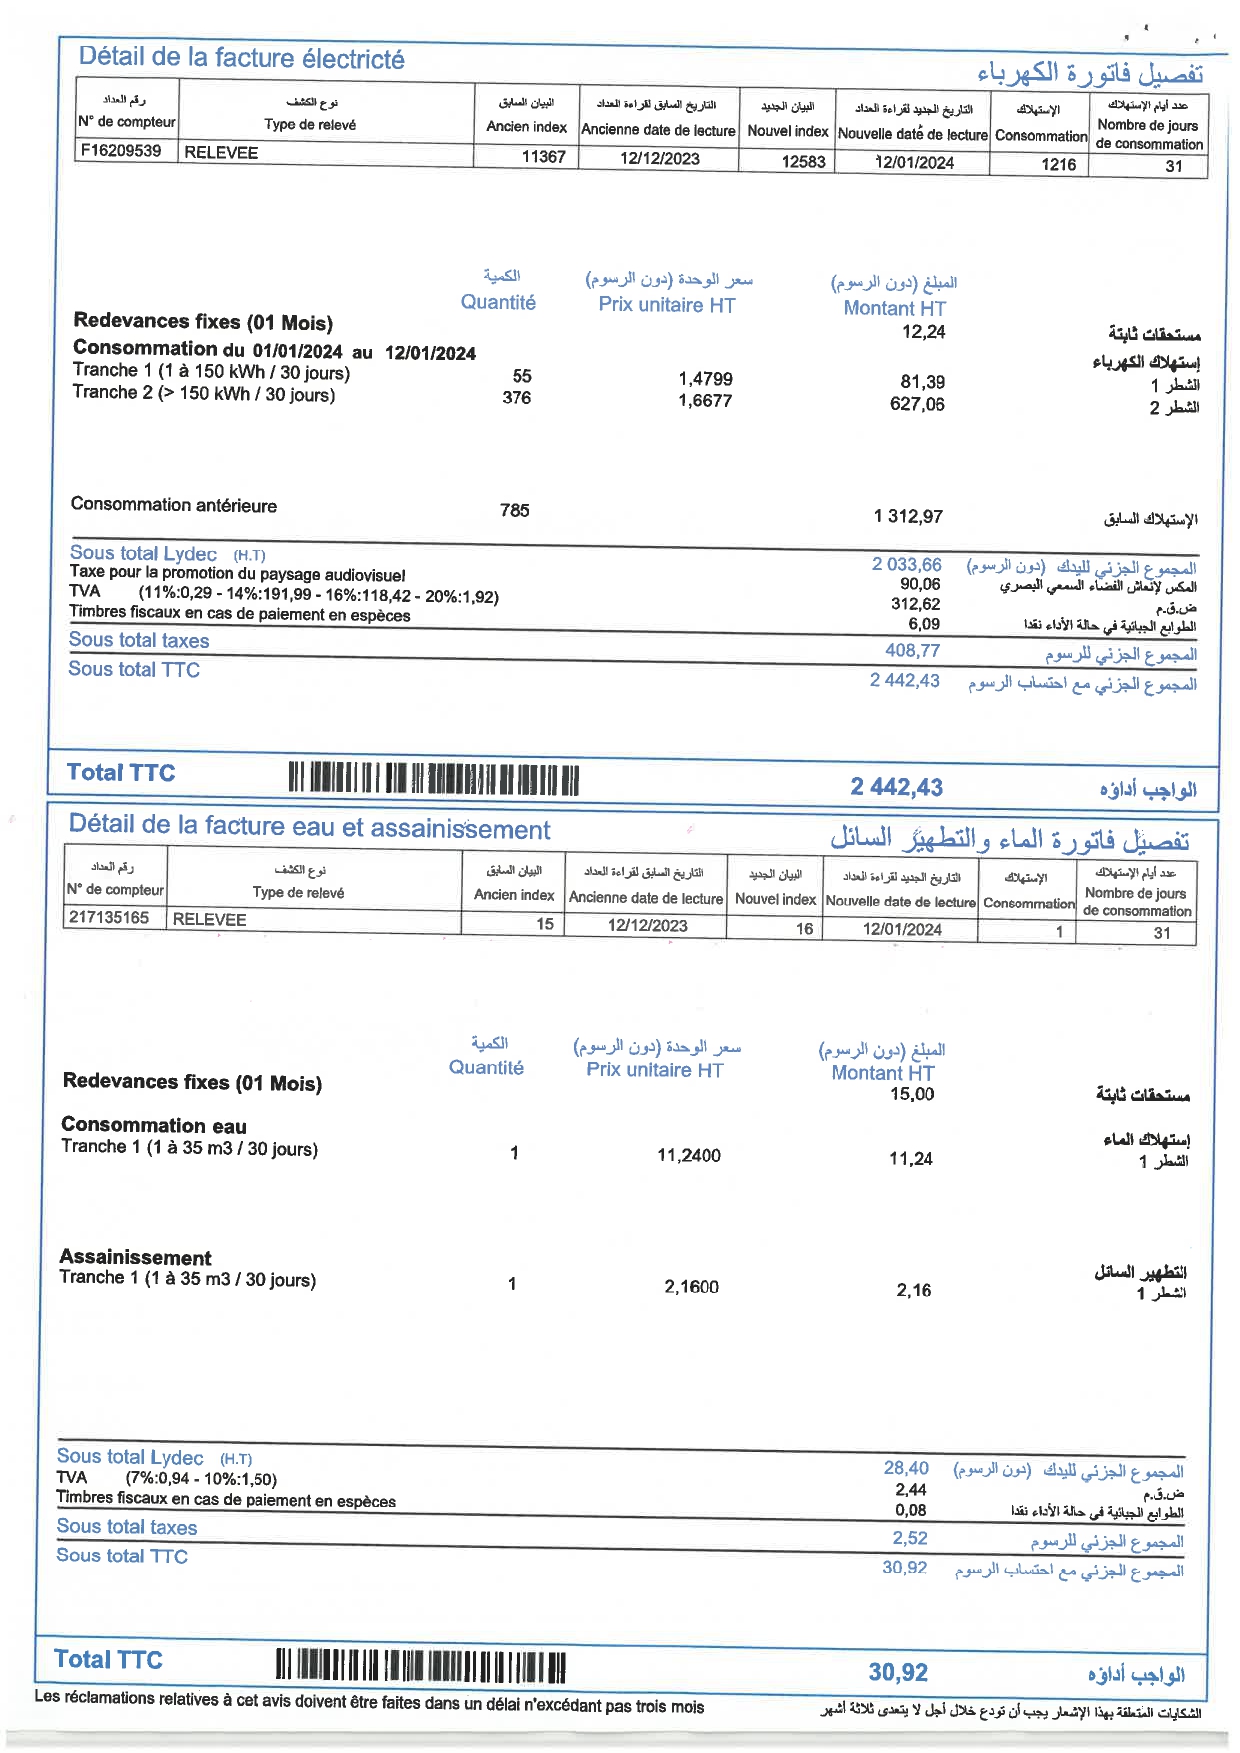 Détail de la facture électricté تفصيل فاتورة الكهرباء
رقم العداد نوع الكشف البيان السابق التاريخ السابق لقراءة العداد البيان الجديد التاريخ الجديد لقراءة العداد الإستهلاك عدد أيام الإستهلاك
N° de compteur Type de relevé Ancien index Ancienne date de lecture Nouvel index Nouvelle date de lecture Consommation Nombre de jours de consommation
F16209539 RELEVEE 11367 12/12/2023 12583 12/01/2024 1216 31
الكمية سعر الوحدة (دون الرسوم) المبلغ (دون الرسوم)
Quantité Prix unitaire HT Montant HT
Redevances fixes (01 Mois) 12,24 مستحقات ثابتة
Consommation du 01/01/2024 au 12/01/2024 إستهلاك الكهرباء
Tranche 1 (1 à 150 kWh / 30 jours) 55 1,4799 81,39 الشطر 1
Tranche 2 (> 150 kWh / 30 jours) 376 1,6677 627,06 الشطر 2
Consommation antérieure 785 1 312,97 الإستهلاك السابق
Sous total Lydec (H.T) 2 033,66 المجموع الجزئي لليدك (دون الرسوم)
Taxe pour la promotion du paysage audiovisuel 90,06 المكس لإنعاش الفضاء السمعي البصري
TVA (11%:0,29 - 14%:191,99 - 16%:118,42 - 20%:1,92) 312,62 ض.ق.م
Timbres fiscaux en cas de paiement en espèces 6,09 الطوابع الجبائية في حالة الأداء نقدا
Sous total taxes 408,77 المجموع الجزئي للرسوم
Sous total TTC 2 442,43 المجموع الجزئي مع احتساب الرسوم
Total TTC 2 442,43 الواجب أداؤه
Détail de la facture eau et assainissement تفصيل فاتورة الماء والتطهير السائل
رقم العداد نوع الكشف البيان السابق التاريخ السابق لقراءة العداد البيان الجديد التاريخ الجديد لقراءة العداد الإستهلاك عدد أيام الإستهلاك
N° de compteur Type de relevé Ancien index Ancienne date de lecture Nouvel index Nouvelle date de lecture Consommation Nombre de jours de consommation
217135165 RELEVEE 15 12/12/2023 16 12/01/2024 1 31
الكمية سعر الوحدة (دون الرسوم) المبلغ (دون الرسوم)
Quantité Prix unitaire HT Montant HT
Redevances fixes (01 Mois) 15,00 مستحقات ثابتة
Consommation eau إستهلاك الماء
Tranche 1 (1 à 35 m3 / 30 jours) 1 11,2400 11,24 الشطر 1
Assainissement التطهير السائل
Tranche 1 (1 à 35 m3 / 30 jours) 1 2,1600 2,16 الشطر 1
Sous total Lydec (H.T) 28,40 المجموع الجزئي لليدك (دون الرسوم)
TVA (7%:0,94 - 10%:1,50) 2,44 ض.ق.م
Timbres fiscaux en cas de paiement en espèces 0,08 الطوابع الجبائية في حالة الأداء نقدا
Sous total taxes 2,52 المجموع الجزئي للرسوم
Sous total TTC 30,92 المجموع الجزئي مع احتساب الرسوم
Total TTC 30,92 الواجب أداؤه
Les réclamations relatives à cet avis doivent être faites dans un délai n'excédant pas trois mois الشكايات المتعلقة بهذا الإشعار يجب أن تودع خلال أجل لا يتعدى ثلاثة أشهر